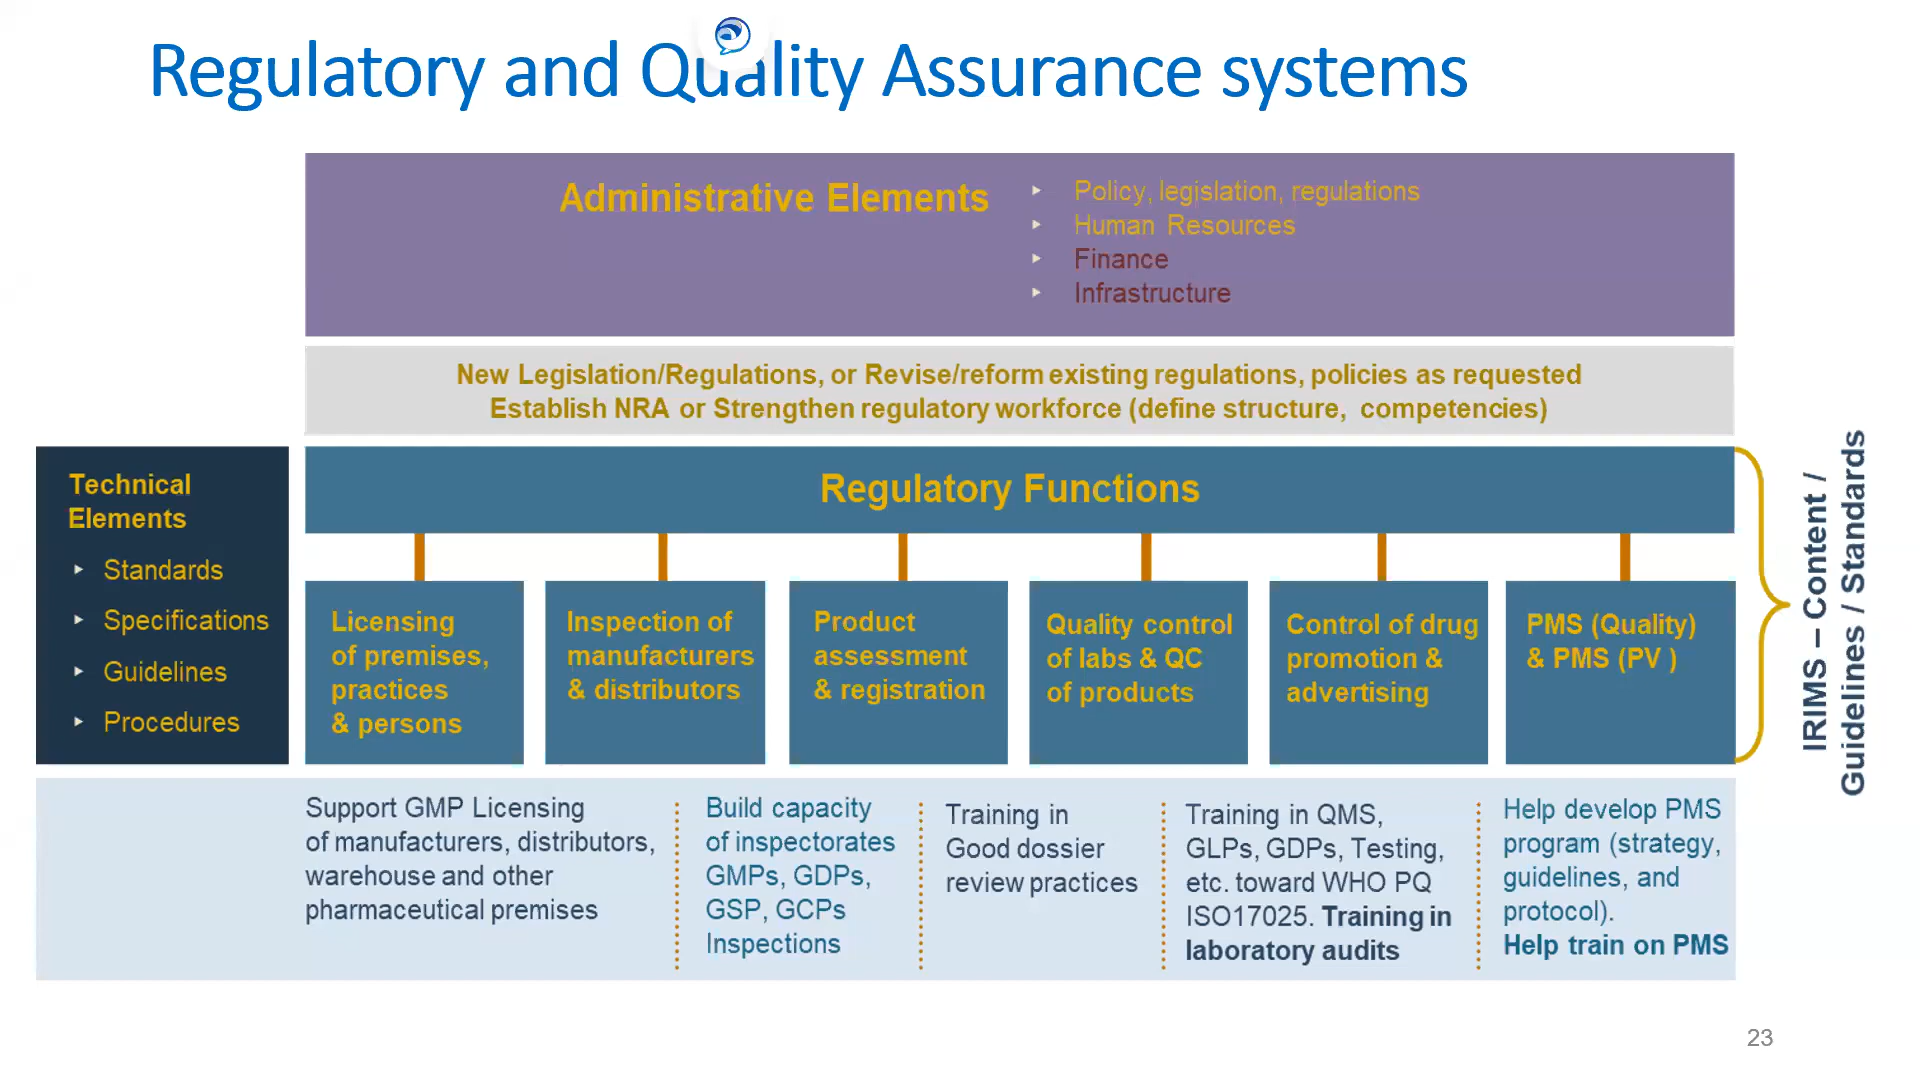 Regulatory and Quality Assurance systems
Administrative Elements
Policy, legislation, regulations
Human Resources
Finance
Infrastructure
New Legislation/Regulations, or Revise/reform existing regulations, policies as requested
Establish NRA or Strengthen regulatory workforce (define structure, competencies)
Technical
Elements
Standards
Specifications
Guidelines
Procedures
Regulatory Functions
Licensing
of premises,
practices
& persons
Inspection of
manufacturers
& distributors
Product
assessment
& registration
Quality control
of labs & QC
of products
Control of drug
promotion &
advertising
PMS (Quality)
& PMS (PV )
IRIMS – Content /
Guidelines / Standards
Support GMP Licensing
of manufacturers, distributors,
warehouse and other
pharmaceutical premises
Build capacity
of inspectorates
GMPs, GDPs,
GSP, GCPs
Inspections
Training in
Good dossier
review practices
Training in QMS,
GLPs, GDPs, Testing,
etc. toward WHO PQ
ISO17025. Training in
laboratory audits
Help develop PMS
program (strategy,
guidelines, and
protocol).
Help train on PMS
23